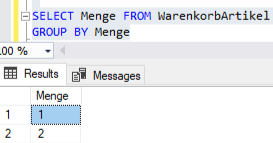 SELECT Menge FROM WarenkorbArtikel
GROUP BY Menge
.00 %
Results Messages
Menge
1 1
2 2